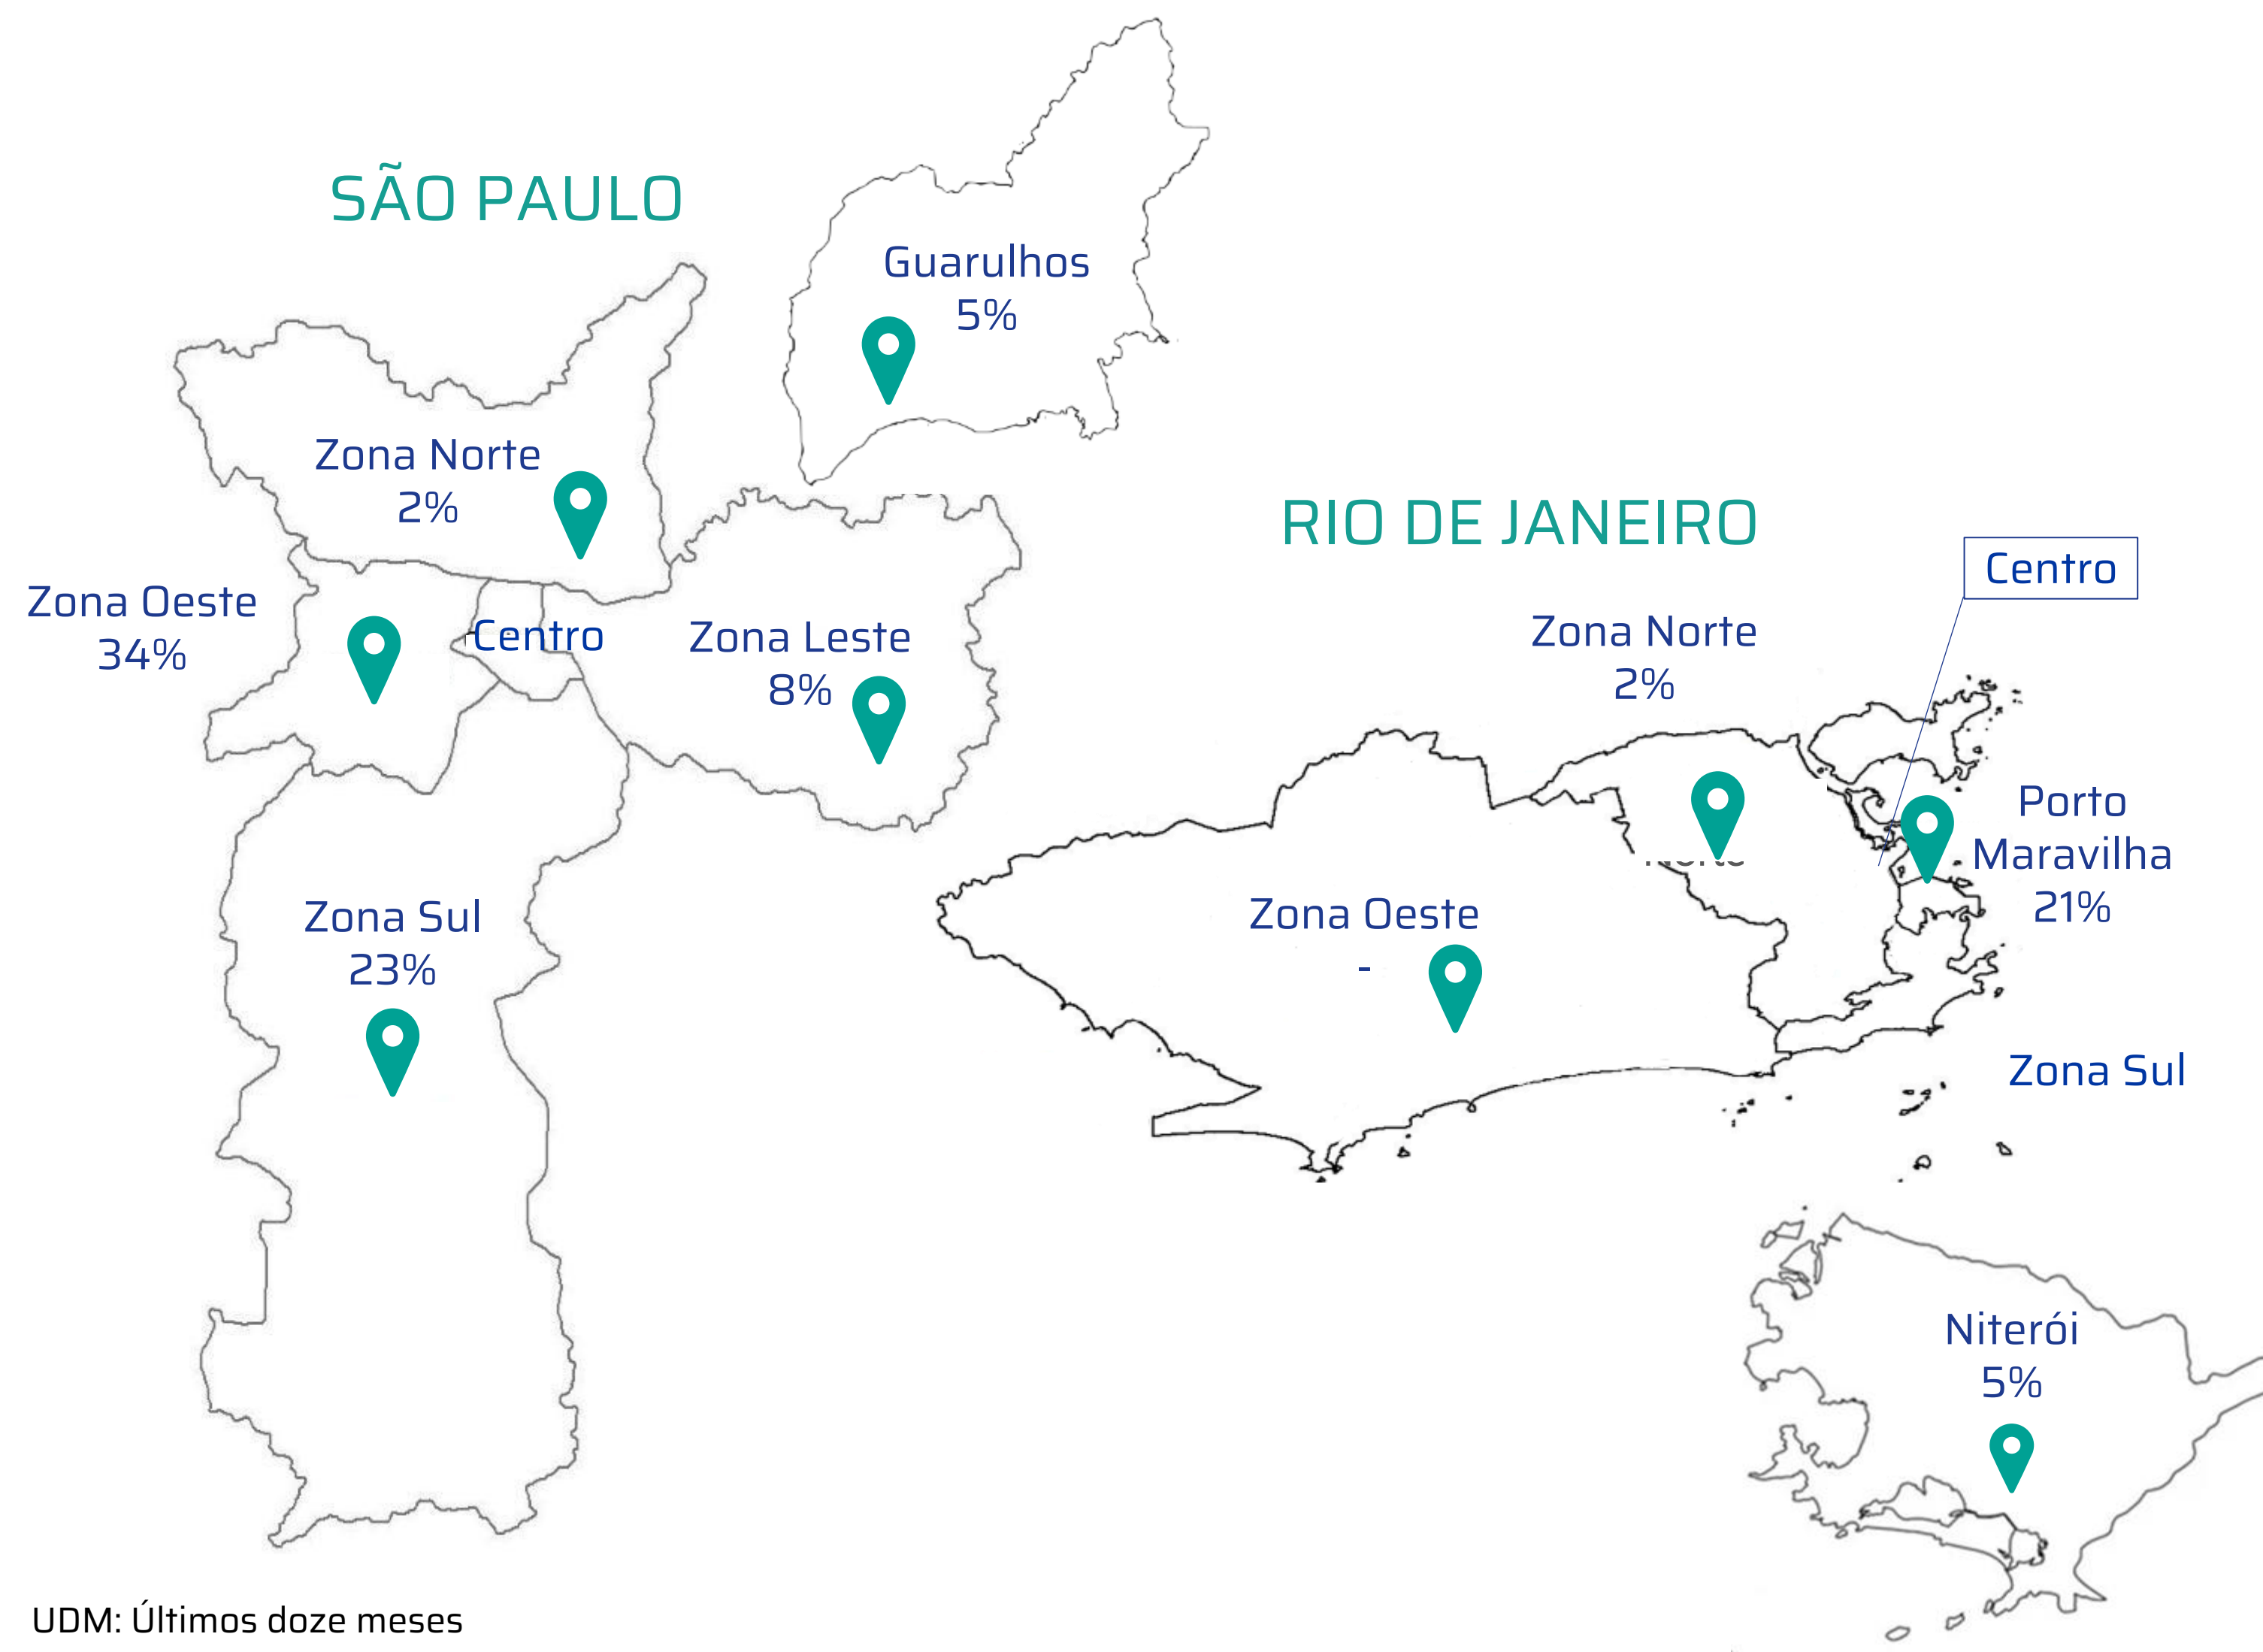 SÃO PAULO
Guarulhos
5%
Zona Norte
2%
Zona Oeste
34%
Centro
Zona Leste
8%
Zona Sul
23%
RIO DE JANEIRO
Centro
Zona Norte
2%
Porto
Maravilha
21%
Zona Oeste
-
Zona Sul
Niterói
5%
UDM: Últimos doze meses